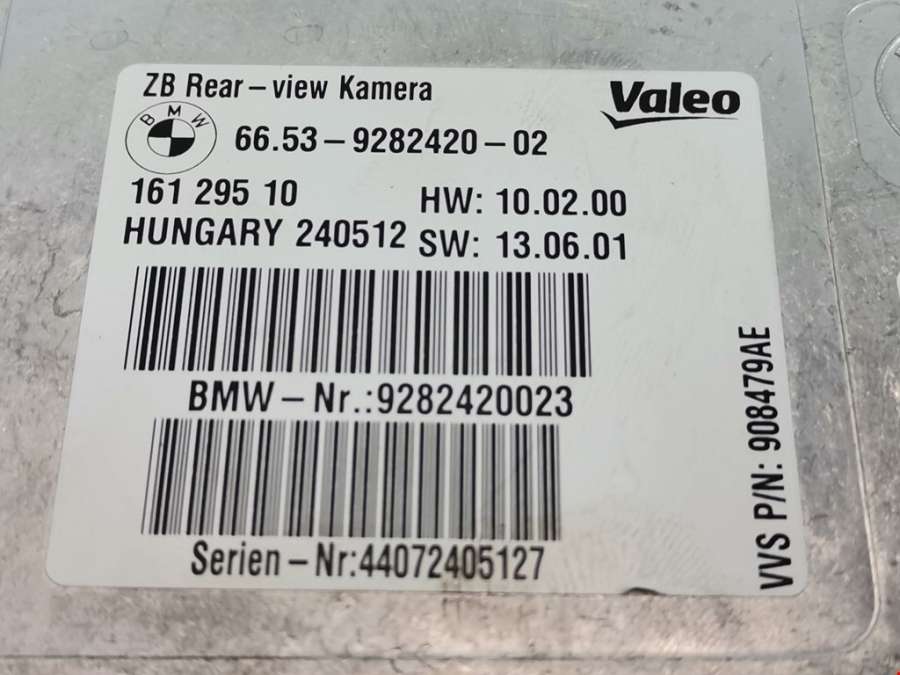 ZB Rear-view Kamera
Valeo
BMW
66.53-9282420-02
161 295 10
HW: 10.02.00
HUNGARY 240512
SW: 13.06.01
BMW-Nr.:9282420023
Serien-Nr:44072405127
VVS P/N: 908479AE